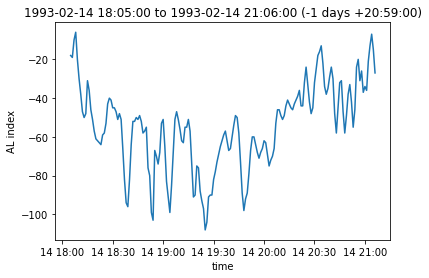 1993-02-14 18:05:00 to 1993-02-14 21:06:00 (-1 days +20:59:00)
−20
−40
−60
−80
−100
AL index
14 18:00 14 18:30 14 19:00 14 19:30 14 20:00 14 20:30 14 21:00
time